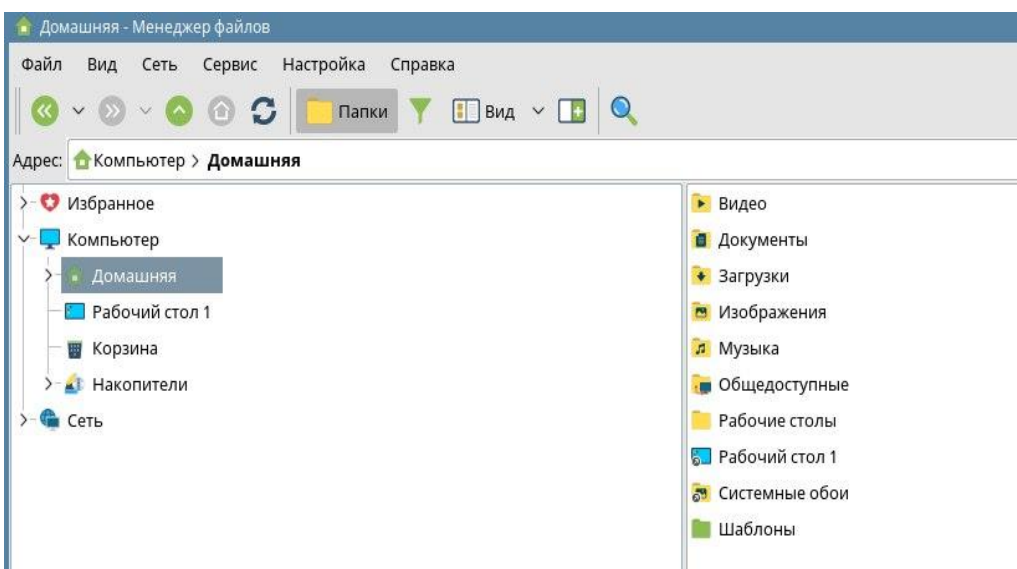 Домашняя - Менеджер файлов
Файл Вид Сеть Сервис Настройка Справка
Папки Вид
Адрес: Компьютер > Домашняя
Избранное
Компьютер
Домашняя
Рабочий стол 1
Корзина
Накопители
Сеть
Видео
Документы
Загрузки
Изображения
Музыка
Общедоступные
Рабочие столы
Рабочий стол 1
Системные обои
Шаблоны